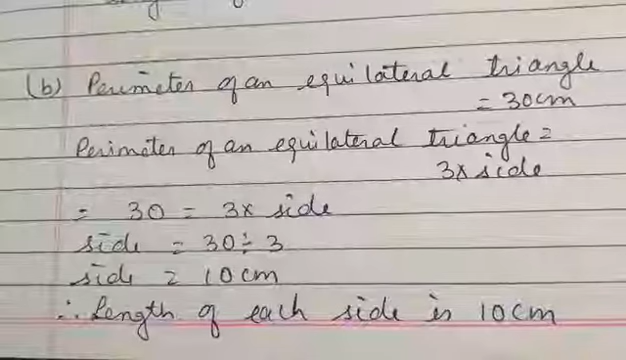 (b) Perimeter of an equilateral triangle
= 30cm
Perimeter of an equilateral triangle =
3x side
= 30 = 3x side
side = 30 ÷ 3
side = 10cm
∴ Length of each side is 10cm